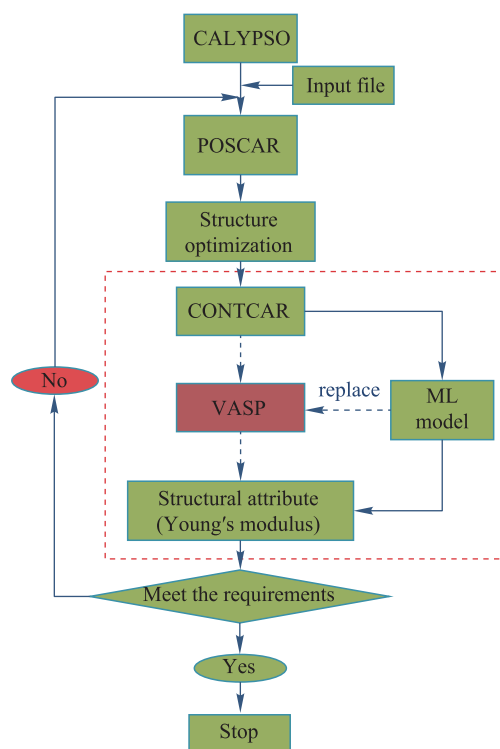 CALYPSO
Input file
POSCAR
Structure
optimization
CONTCAR
No
VASP
replace
ML
model
Structural attribute
(Young's modulus)
Meet the requirements
Yes
Stop